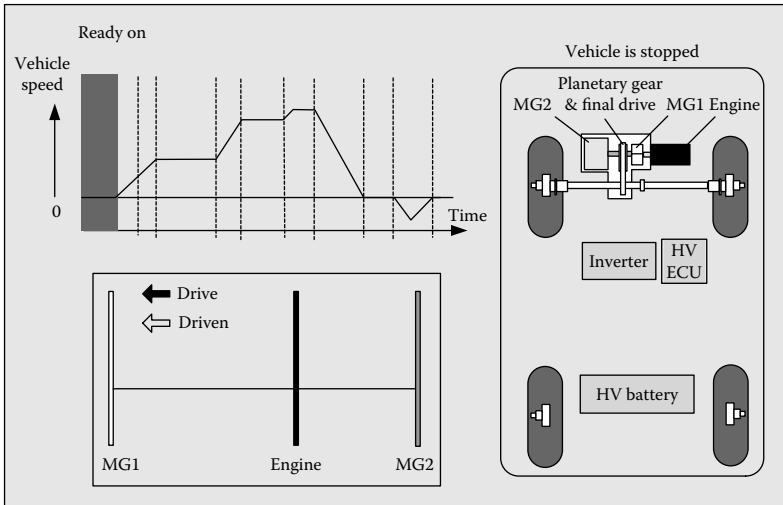 Ready on
Vehicle
speed
0
Time
Drive
Driven
MG1
Engine
MG2
Vehicle is stopped
Planetary gear
MG2 & final drive MG1 Engine
Inverter
HV
ECU
HV battery